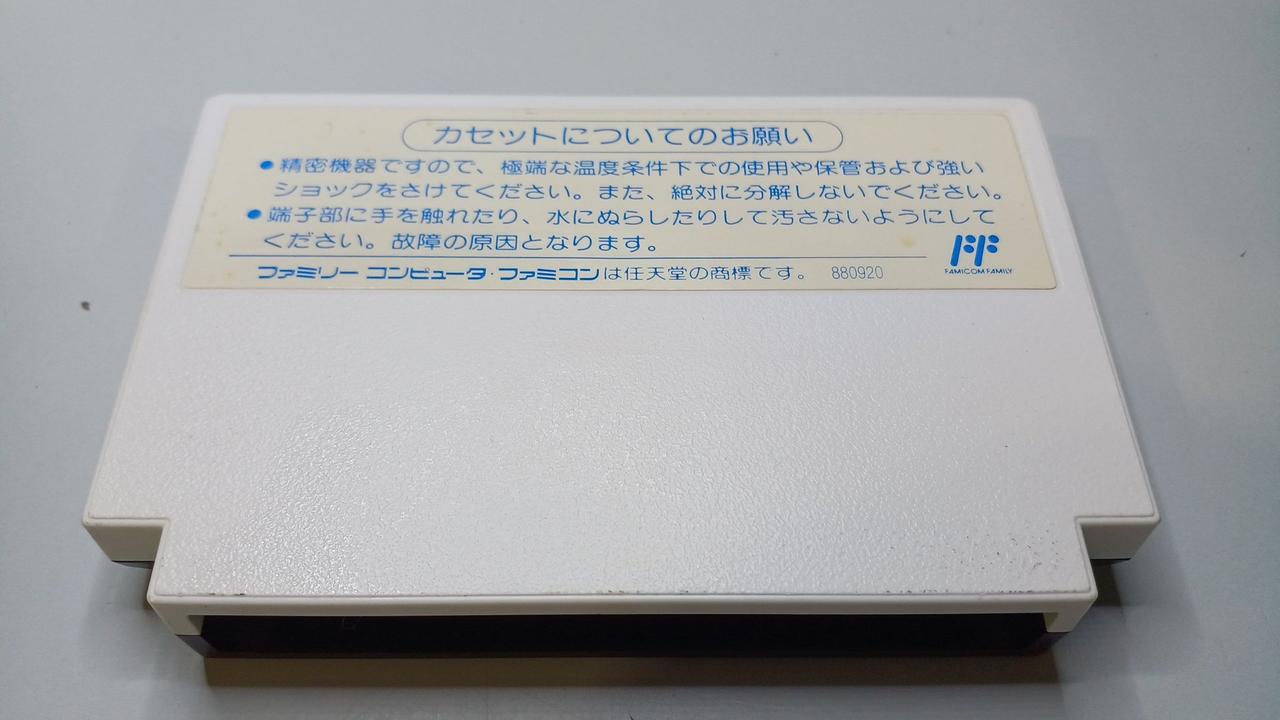 カセットについてのお願い
●精密機器ですので、極端な温度条件下での使用や保管および強い
ショックをさけてください。また、絶対に分解しないでください。
●端子部に手を触れたり、水にぬらしたりして汚さないようにして
ください。故障の原因となります。
ファミリー コンピュータ・ファミコンは任天堂の商標です。 880920
FAMICOM FAMILY